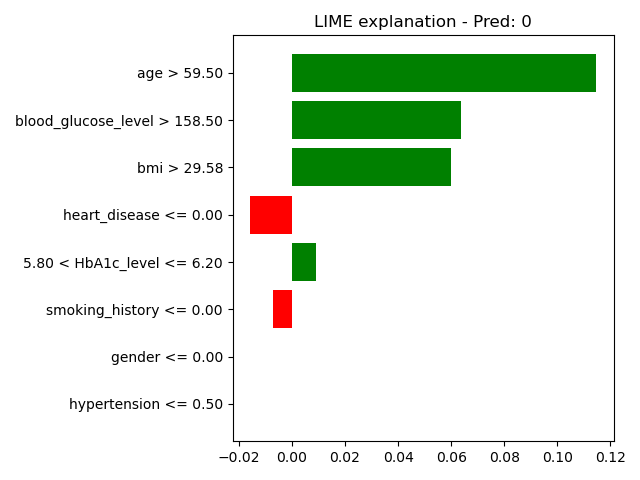 LIME explanation - Pred: 0
age > 59.50
blood_glucose_level > 158.50
bmi > 29.58
heart_disease <= 0.00
5.80 < HbA1c_level <= 6.20
smoking_history <= 0.00
gender <= 0.00
hypertension <= 0.50
−0.02 0.00 0.02 0.04 0.06 0.08 0.10 0.12